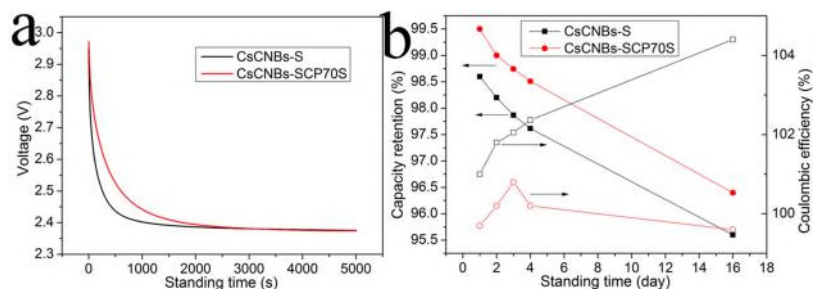 a
3.0
2.9
2.8
2.7
2.6
2.5
2.4
2.3
Voltage (V)
CsCNBs-S
CsCNBs-SCP70S
0 1000 2000 3000 4000 5000
Standing time (s)
b
99.5
99.0
98.5
98.0
97.5
97.0
96.5
96.0
95.5
Capacity retention (%)
CsCNBs-S
CsCNBs-SCP70S
104
102
100
Coulombic efficiency (%)
0 2 4 6 8 10 12 14 16 18
Standing time (day)